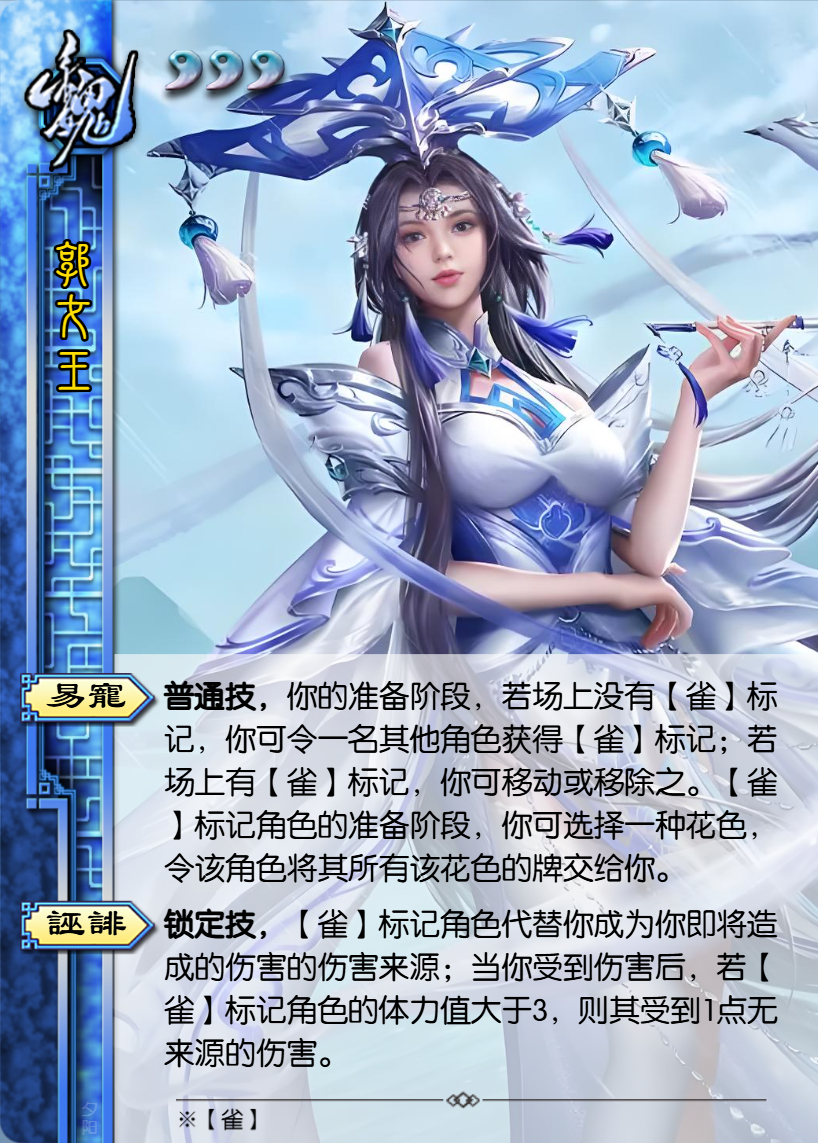 魏
郭女王
易寵
普通技，你的准备阶段，若场上没有【雀】标
记，你可令一名其他角色获得【雀】标记；若
场上有【雀】标记，你可移动或移除之。【雀
】标记角色的准备阶段，你可选择一种花色，
令该角色将其所有该花色的牌交给你。
誣誹
锁定技，【雀】标记角色代替你成为你即将造
成的伤害的伤害来源；当你受到伤害后，若【
雀】标记角色的体力值大于3，则其受到1点无
来源的伤害。
※【雀】
夕阳